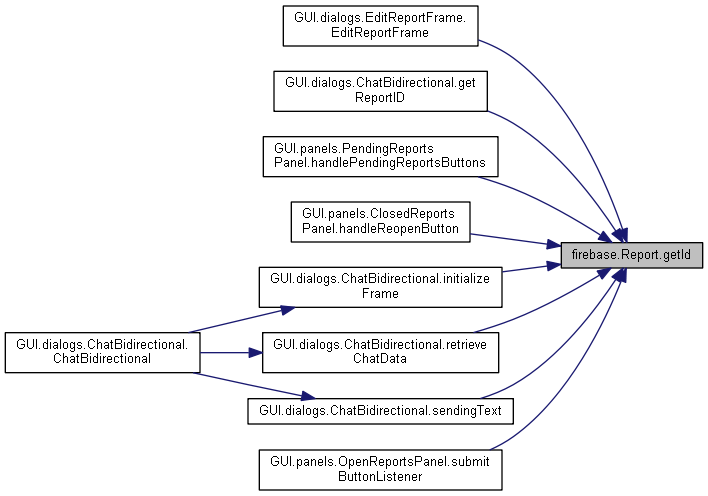 GUI.dialogs.EditReportFrame.
EditReportFrame
GUI.dialogs.ChatBidirectional.get
ReportID
GUI.panels.PendingReports
Panel.handlePendingReportsButtons
GUI.panels.ClosedReports
Panel.handleReopenButton
firebase.Report.getId
GUI.dialogs.ChatBidirectional.initialize
Frame
GUI.dialogs.ChatBidirectional.
ChatBidirectional
GUI.dialogs.ChatBidirectional.retrieve
ChatData
GUI.dialogs.ChatBidirectional.sendingText
GUI.panels.OpenReportsPanel.submit
ButtonListener